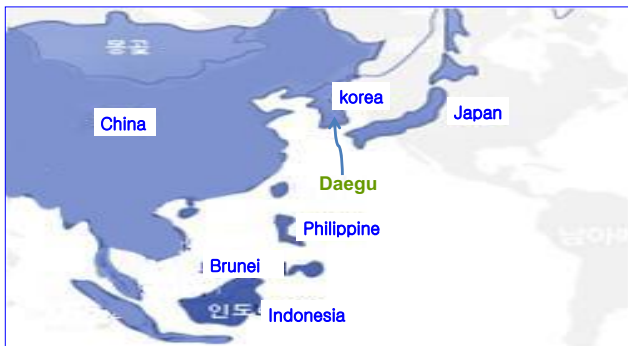 몽골
korea
China
Japan
Daegu
Philippine
Brunei
인도
Indonesia